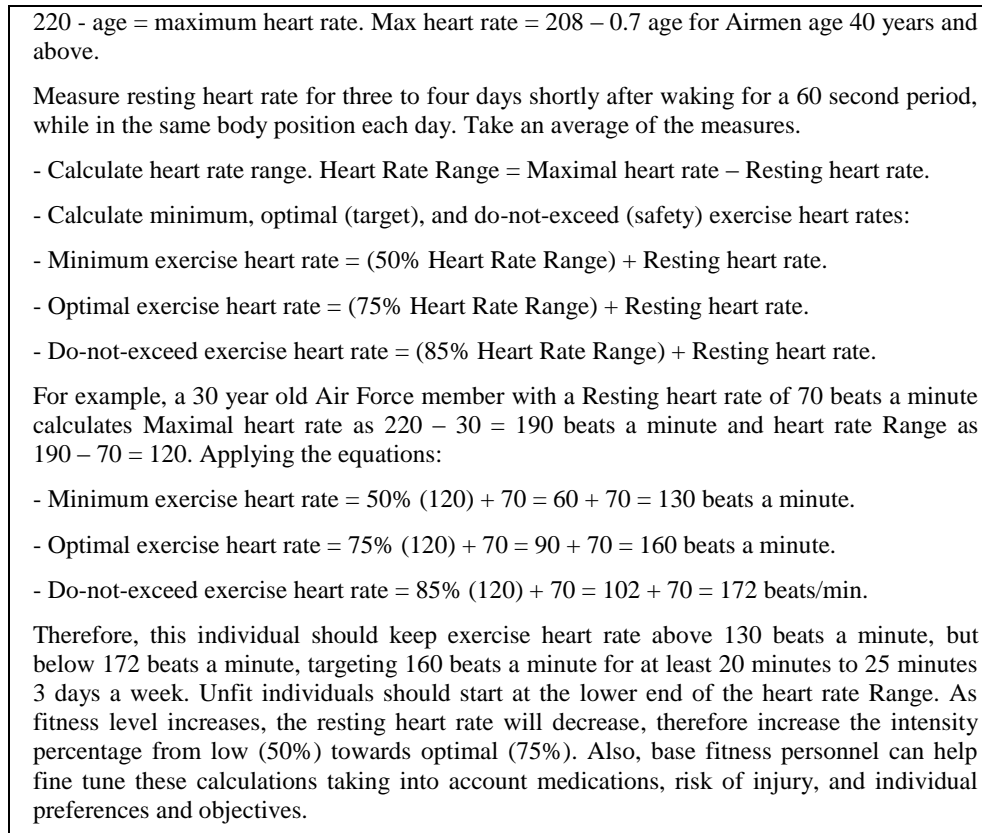 220 - age = maximum heart rate. Max heart rate = 208 – 0.7 age for Airmen age 40 years and
above.
Measure resting heart rate for three to four days shortly after waking for a 60 second period,
while in the same body position each day. Take an average of the measures.
- Calculate heart rate range. Heart Rate Range = Maximal heart rate – Resting heart rate.
- Calculate minimum, optimal (target), and do-not-exceed (safety) exercise heart rates:
- Minimum exercise heart rate = (50% Heart Rate Range) + Resting heart rate.
- Optimal exercise heart rate = (75% Heart Rate Range) + Resting heart rate.
- Do-not-exceed exercise heart rate = (85% Heart Rate Range) + Resting heart rate.
For example, a 30 year old Air Force member with a Resting heart rate of 70 beats a minute
calculates Maximal heart rate as 220 – 30 = 190 beats a minute and heart rate Range as
190 – 70 = 120. Applying the equations:
- Minimum exercise heart rate = 50% (120) + 70 = 60 + 70 = 130 beats a minute.
- Optimal exercise heart rate = 75% (120) + 70 = 90 + 70 = 160 beats a minute.
- Do-not-exceed exercise heart rate = 85% (120) + 70 = 102 + 70 = 172 beats/min.
Therefore, this individual should keep exercise heart rate above 130 beats a minute, but
below 172 beats a minute, targeting 160 beats a minute for at least 20 minutes to 25 minutes
3 days a week. Unfit individuals should start at the lower end of the heart rate Range. As
fitness level increases, the resting heart rate will decrease, therefore increase the intensity
percentage from low (50%) towards optimal (75%). Also, base fitness personnel can help
fine tune these calculations taking into account medications, risk of injury, and individual
preferences and objectives.